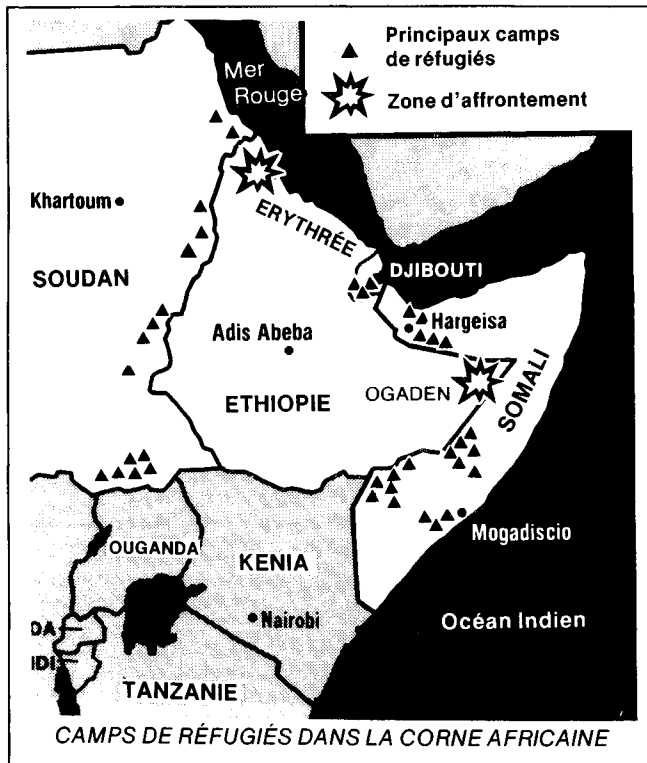 Principaux camps
de réfugiés
Zone d'affrontement
Mer
Rouge
Khartoum
ERYTHRÉE
SOUDAN
DJIBOUTI
Hargeisa
Adis Abeba
ETHIOPIE
OGADEN
SOMALI
Mogadiscio
OUGANDA
KENIA
Nairobi
Océan Indien
DA
IDI
TANZANIE
CAMPS DE RÉFUGIÉS DANS LA CORNE AFRICAINE